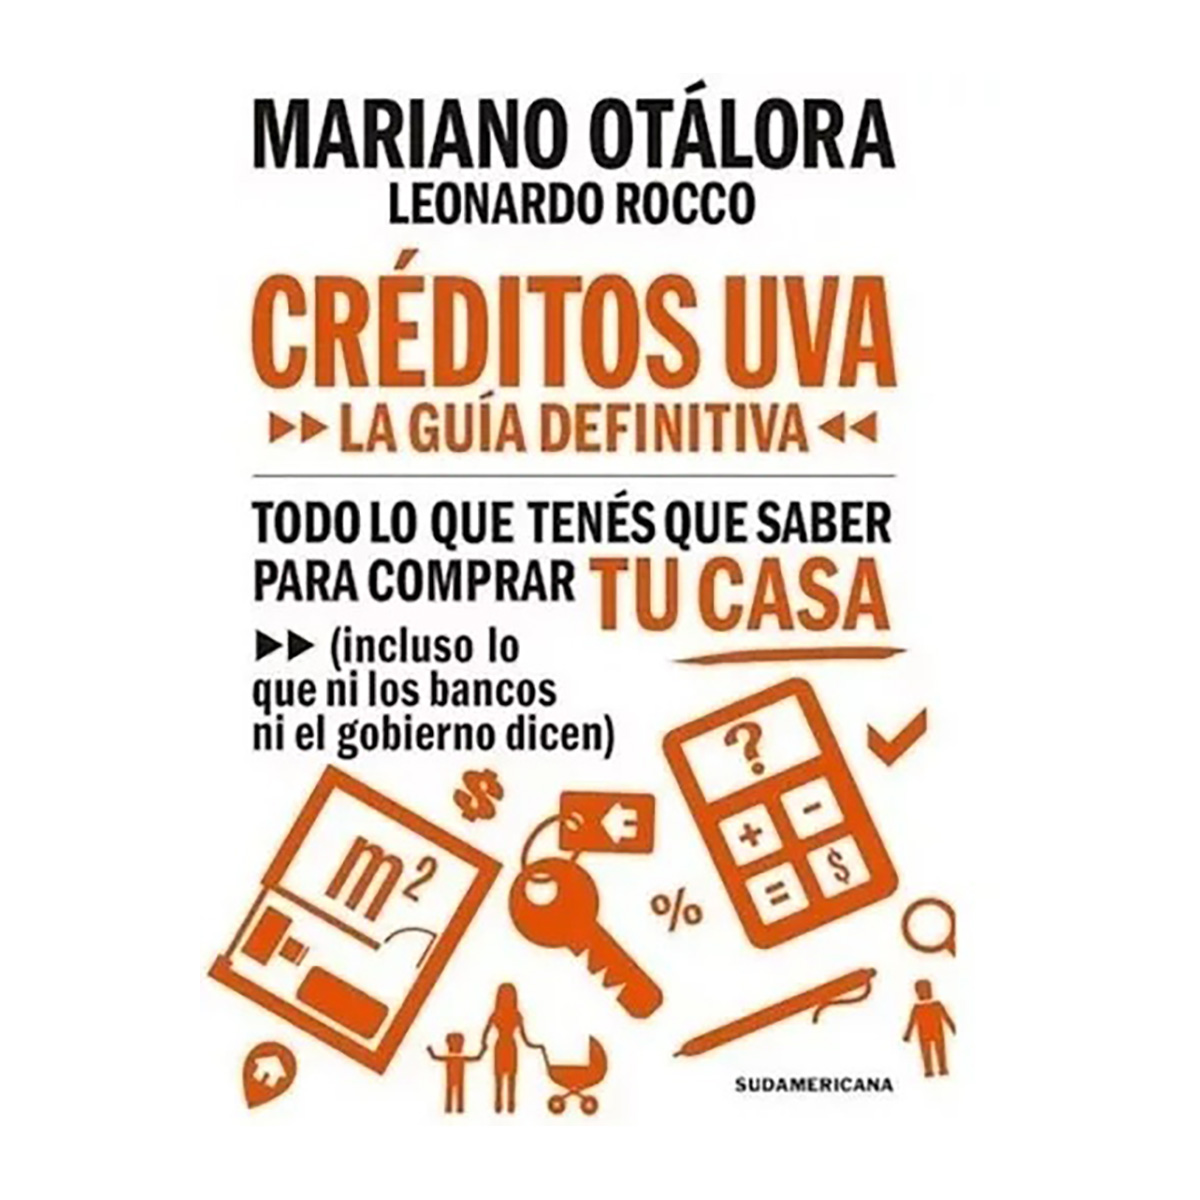 MARIANO OTÁLORA
LEONARDO ROCCO
CRÉDITOS UVA
LA GUÍA DEFINITIVA
TODO LO QUE TENÉS QUE SABER
PARA COMPRAR TU CASA
(incluso lo
que ni los bancos
ni el gobierno dicen)
?
+ -
= $
$
m²
%
SUDAMERICANA